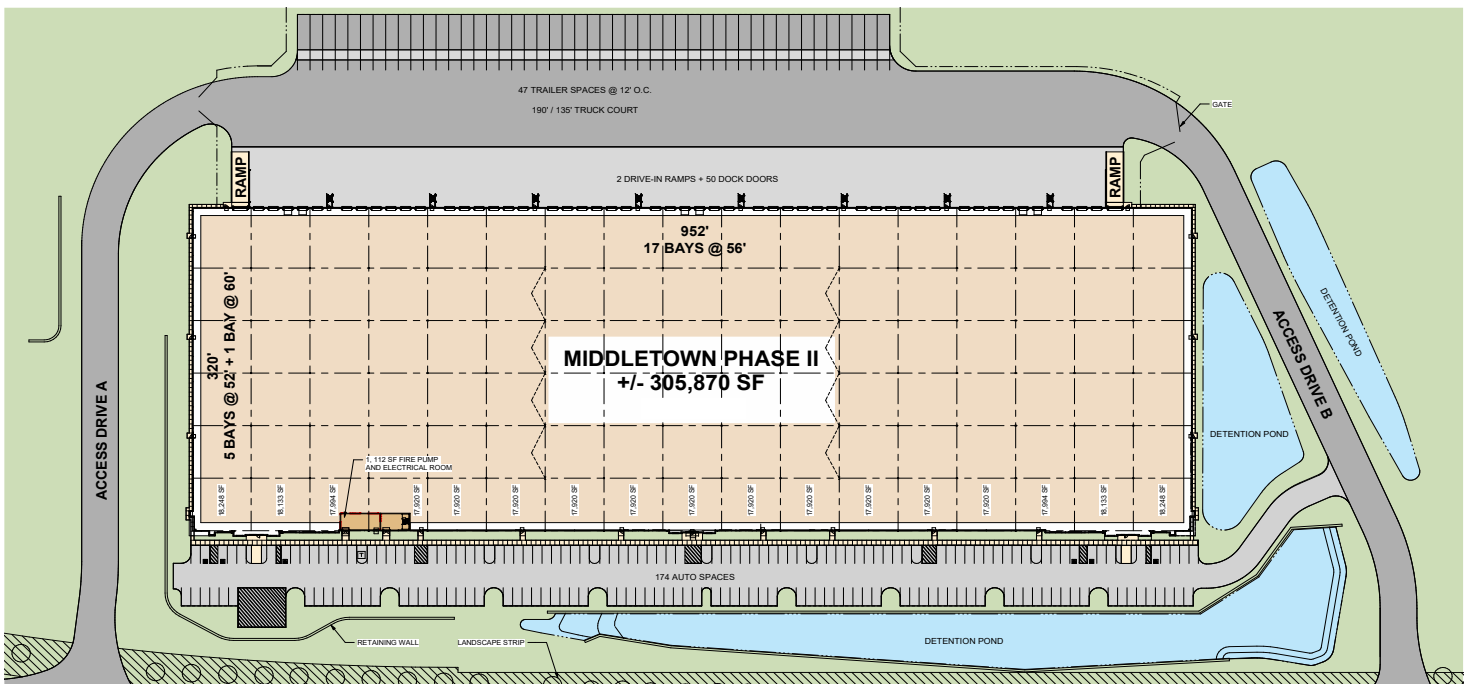 47 TRAILER SPACES @ 12' O.C.
190' / 135' TRUCK COURT
GATE
RAMP
2 DRIVE-IN RAMPS + 50 DOCK DOORS
RAMP
952'
17 BAYS @ 56'
320'
5 BAYS @ 52' + 1 BAY @ 60'
MIDDLETOWN PHASE II
+/- 305,870 SF
ACCESS DRIVE A
ACCESS DRIVE B
DETENTION POND
DETENTION POND
1, 112 SF FIRE PUMP
AND ELECTRICAL ROOM
18,248 SF
18,133 SF
17,994 SF
17,920 SF
17,920 SF
17,920 SF
17,920 SF
17,920 SF
17,920 SF
17,920 SF
17,920 SF
17,920 SF
17,920 SF
17,920 SF
17,994 SF
18,133 SF
18,248 SF
T
174 AUTO SPACES
RETAINING WALL
LANDSCAPE STRIP
DETENTION POND